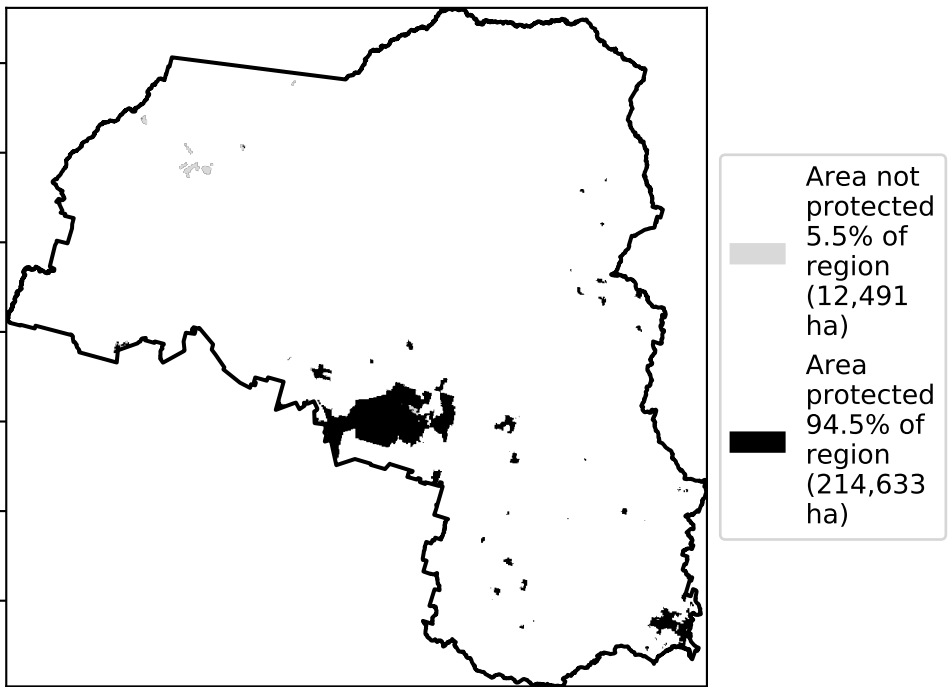 Area not
protected
5.5% of
region
(12,491
ha)
Area
protected
94.5% of
region
(214,633
ha)